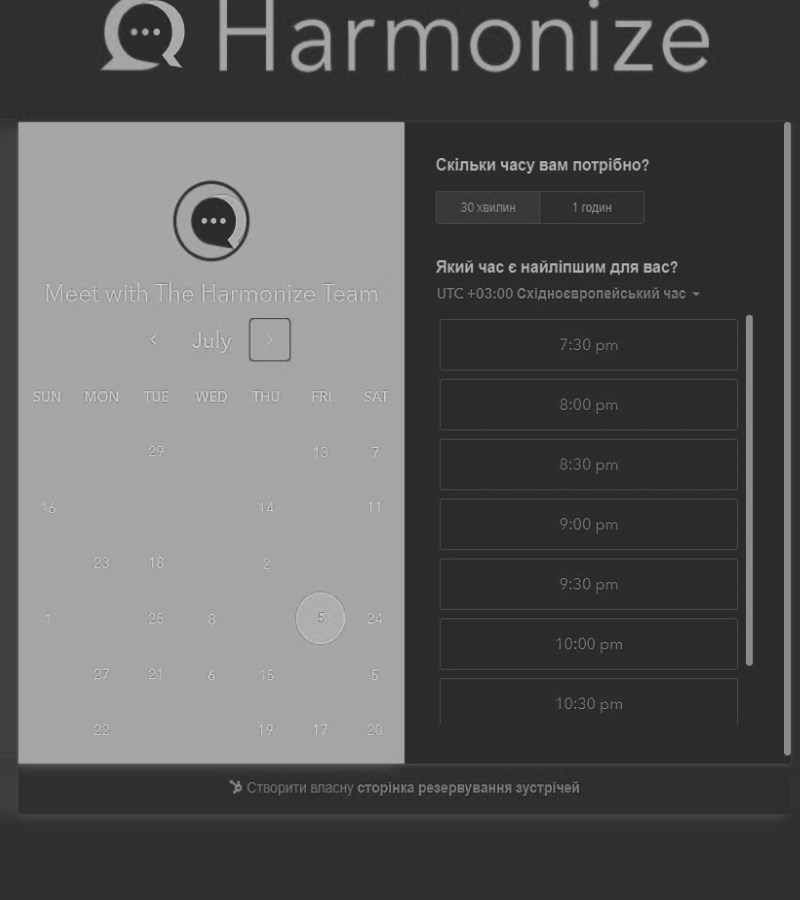 Harmonize
Meet with The Harmonize Team
July
SUN MON TUE WED THU FRI SAT
29 13 7
16 14 11
23 18 2
1 25 8 5 24
27 21 6 15 5
22 19 17 20
Скільки часу вам потрібно?
30 хвилин 1 годин
Який час є найліпшим для вас?
UTC +03:00 Східноєвропейський час
7:30 pm
8:00 pm
8:30 pm
9:00 pm
9:30 pm
10:00 pm
10:30 pm
Створити власну сторінка резервування зустрічей